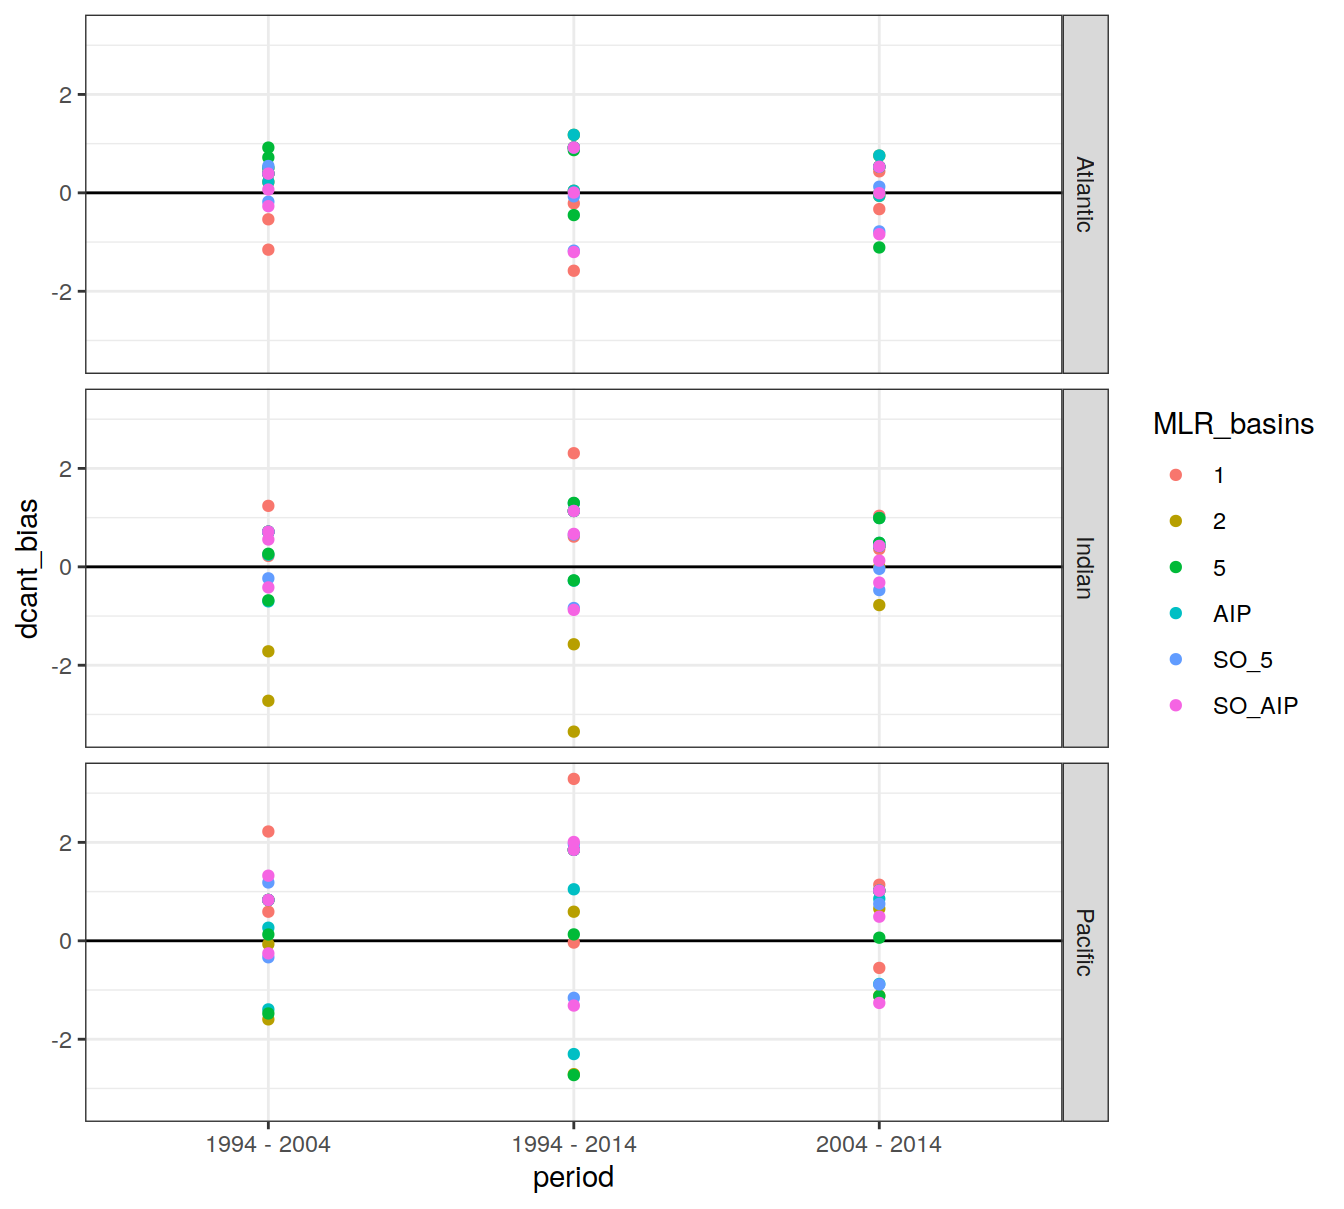 2
0
-2
Atlantic
2
0
-2
Indian
2
0
-2
Pacific
dcant_bias
1994 - 2004
1994 - 2014
2004 - 2014
period
MLR_basins
1
2
5
AIP
SO_5
SO_AIP